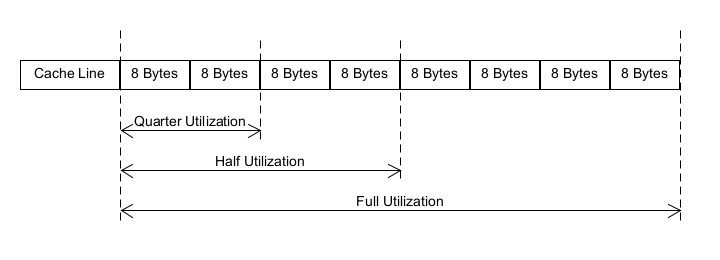 Cache Line 8 Bytes 8 Bytes 8 Bytes 8 Bytes 8 Bytes 8 Bytes 8 Bytes 8 Bytes
Quarter Utilization
Half Utilization
Full Utilization